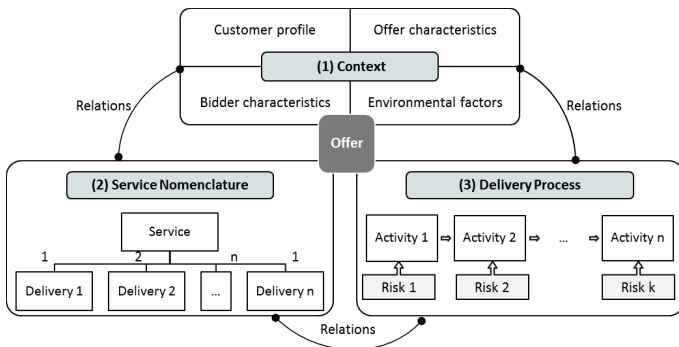 Customer profile
Offer characteristics
(1) Context
Bidder characteristics
Environmental factors
Relations
Relations
Offer
(2) Service Nomenclature
Service
1 2 n 1
Delivery 1
Delivery 2
...
Delivery n
(3) Delivery Process
Activity 1
Activity 2
...
Activity n
Risk 1
Risk 2
Risk k
Relations